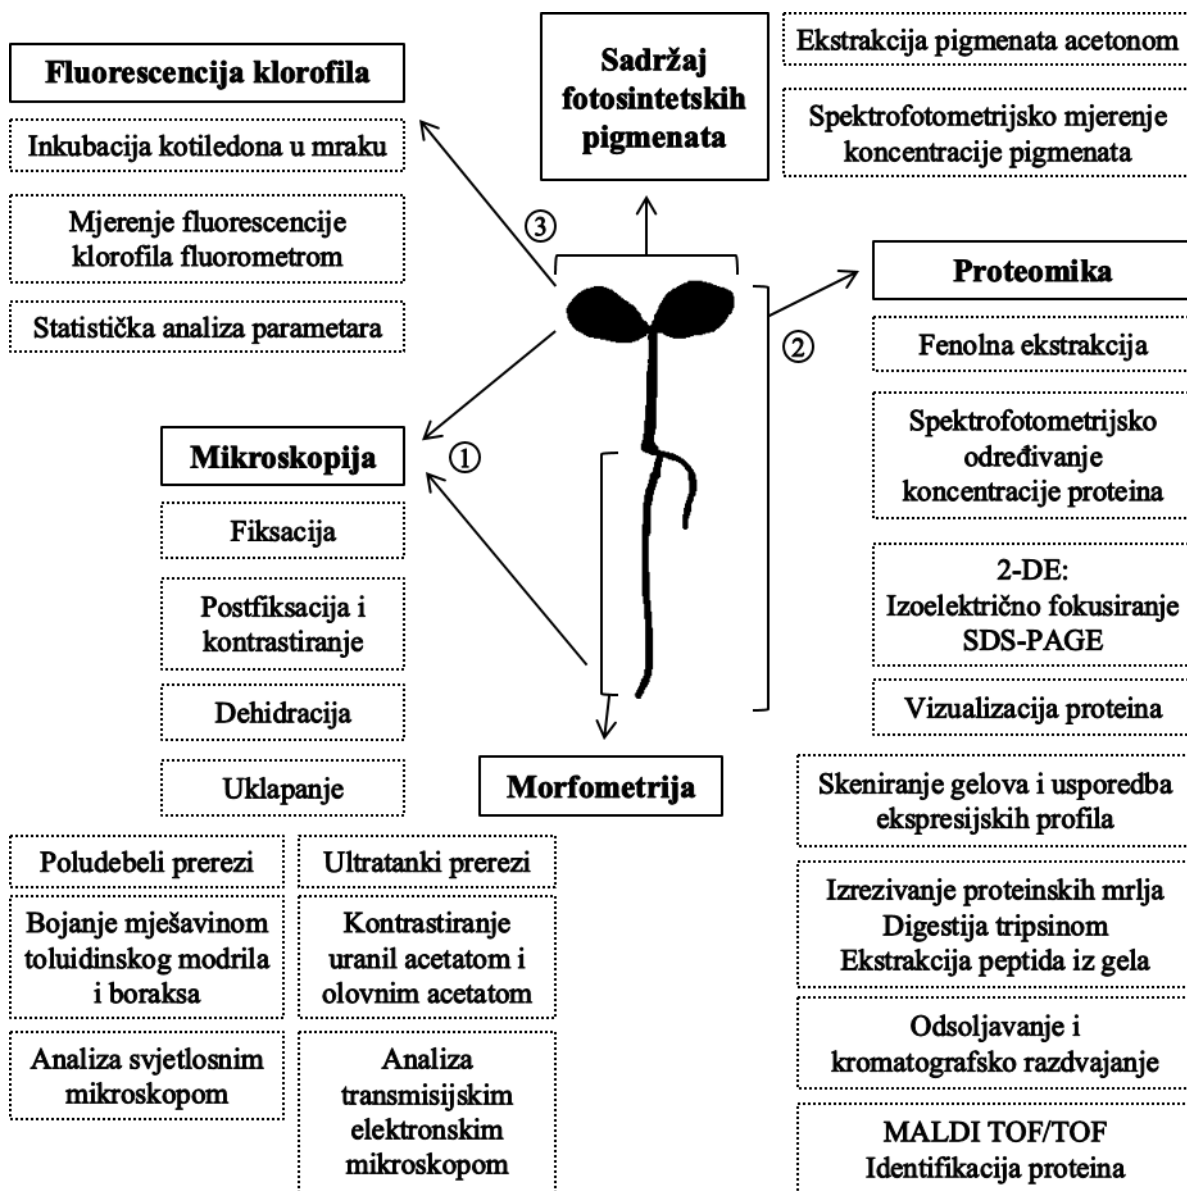 Fluorescencija klorofila
Inkubacija kotiledona u mraku
Mjerenje fluorescencije
klorofila fluorometrom
Statistička analiza parametara
Sadržaj
fotosintetskih
pigmenata
Ekstrakcija pigmenata acetonom
Spektrofotometrijsko mjerenje
koncentracije pigmenata
③
Proteomika
②
Fenolna ekstrakcija
Spektrofotometrijsko
određivanje
koncentracije proteina
2-DE:
Izoelektrično fokusiranje
SDS-PAGE
Vizualizacija proteina
Skeniranje gelova i usporedba
ekspresijskih profila
Izrezivanje proteinskih mrlja
Digestija tripsinom
Ekstrakcija peptida iz gela
Odsoljavanje i
kromatografsko razdvajanje
MALDI TOF/TOF
Identifikacija proteina
Mikroskopija
①
Fiksacija
Postfiksacija i
kontrastiranje
Dehidracija
Uklapanje
Morfometrija
Poludebeli prerezi
Bojanje mješavinom
toluidinskog modrila
i boraksa
Analiza svjetlosnim
mikroskopom
Ultratanki prerezi
Kontrastiranje
uranil acetatom i
olovnim acetatom
Analiza
transmisijskim
elektronskim
mikroskopom